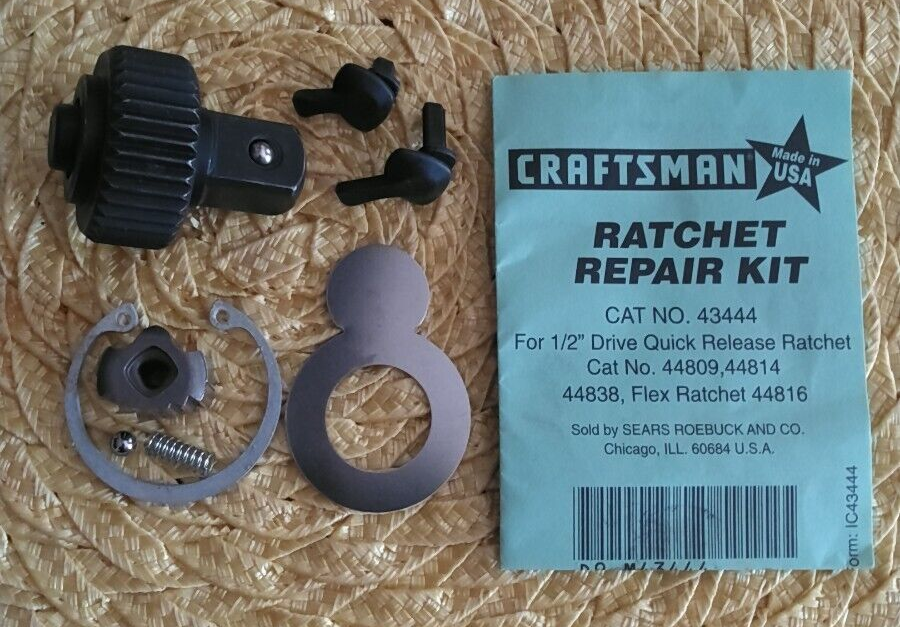 CRAFTSMAN®
Made in
USA
RATCHET
REPAIR KIT
CAT NO. 43444
For 1/2" Drive Quick Release Ratchet
Cat No. 44809,44814
44838, Flex Ratchet 44816
Sold by SEARS ROEBUCK AND CO.
Chicago, ILL. 60684 U.S.A.
orm: IC43444